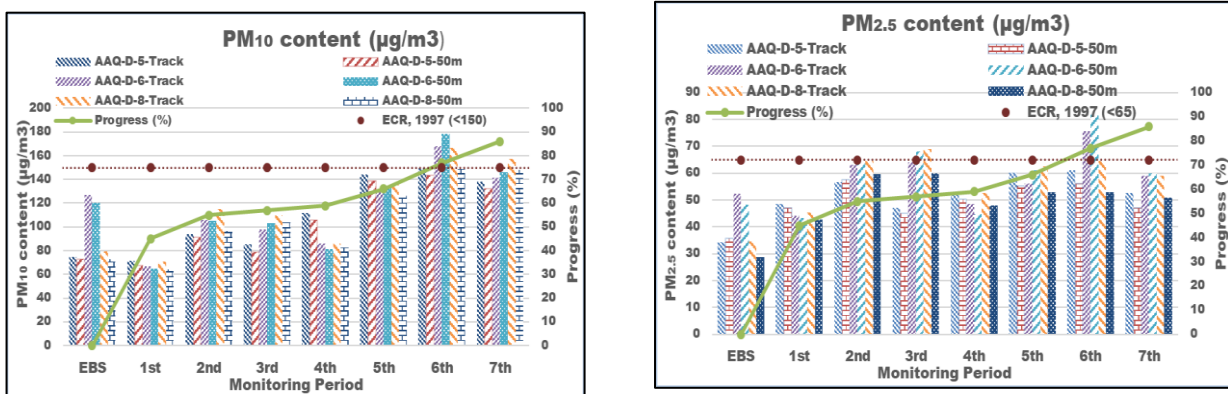 PM10 content (µg/m3)
AAQ-D-5-Track AAQ-D-5-50m
AAQ-D-6-Track AAQ-D-6-50m
AAQ-D-8-Track AAQ-D-8-50m
Progress (%) ECR, 1997 (<150)
PM10 content (µg/m3)
200
180
160
140
120
100
80
60
40
20
0
100
90
80
70
60
50
40
30
20
10
0
Progress (%)
EBS 1st 2nd 3rd 4th 5th 6th 7th
Monitoring Period
PM2.5 content (µg/m3)
AAQ-D-5-Track AAQ-D-5-50m
AAQ-D-6-Track AAQ-D-6-50m
AAQ-D-8-Track AAQ-D-8-50m
Progress (%) ECR, 1997 (<65)
PM2.5 content (µg/m3)
90
80
70
60
50
40
30
20
10
0
100
90
80
70
60
50
40
30
20
10
0
Progress (%)
EBS 1st 2nd 3rd 4th 5th 6th 7th
Monitoring Period